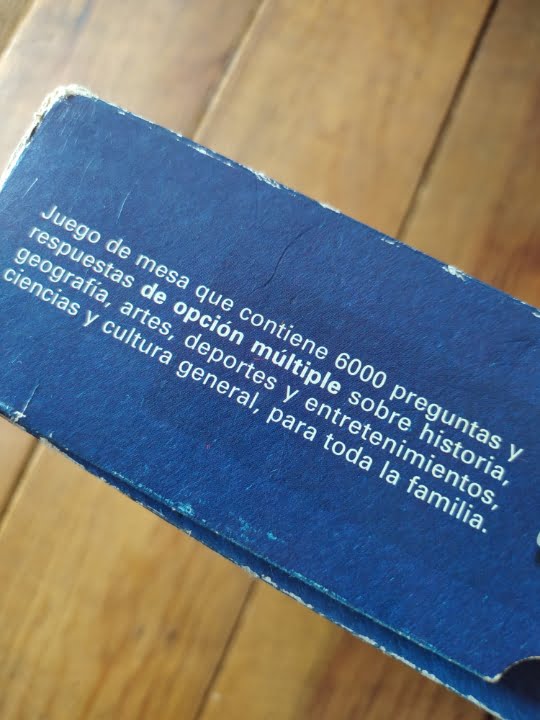 Juego de mesa que contiene 6000 preguntas y
respuestas de opción múltiple sobre historia,
geografía, artes, deportes y entretenimientos,
ciencias y cultura general, para toda la familia.